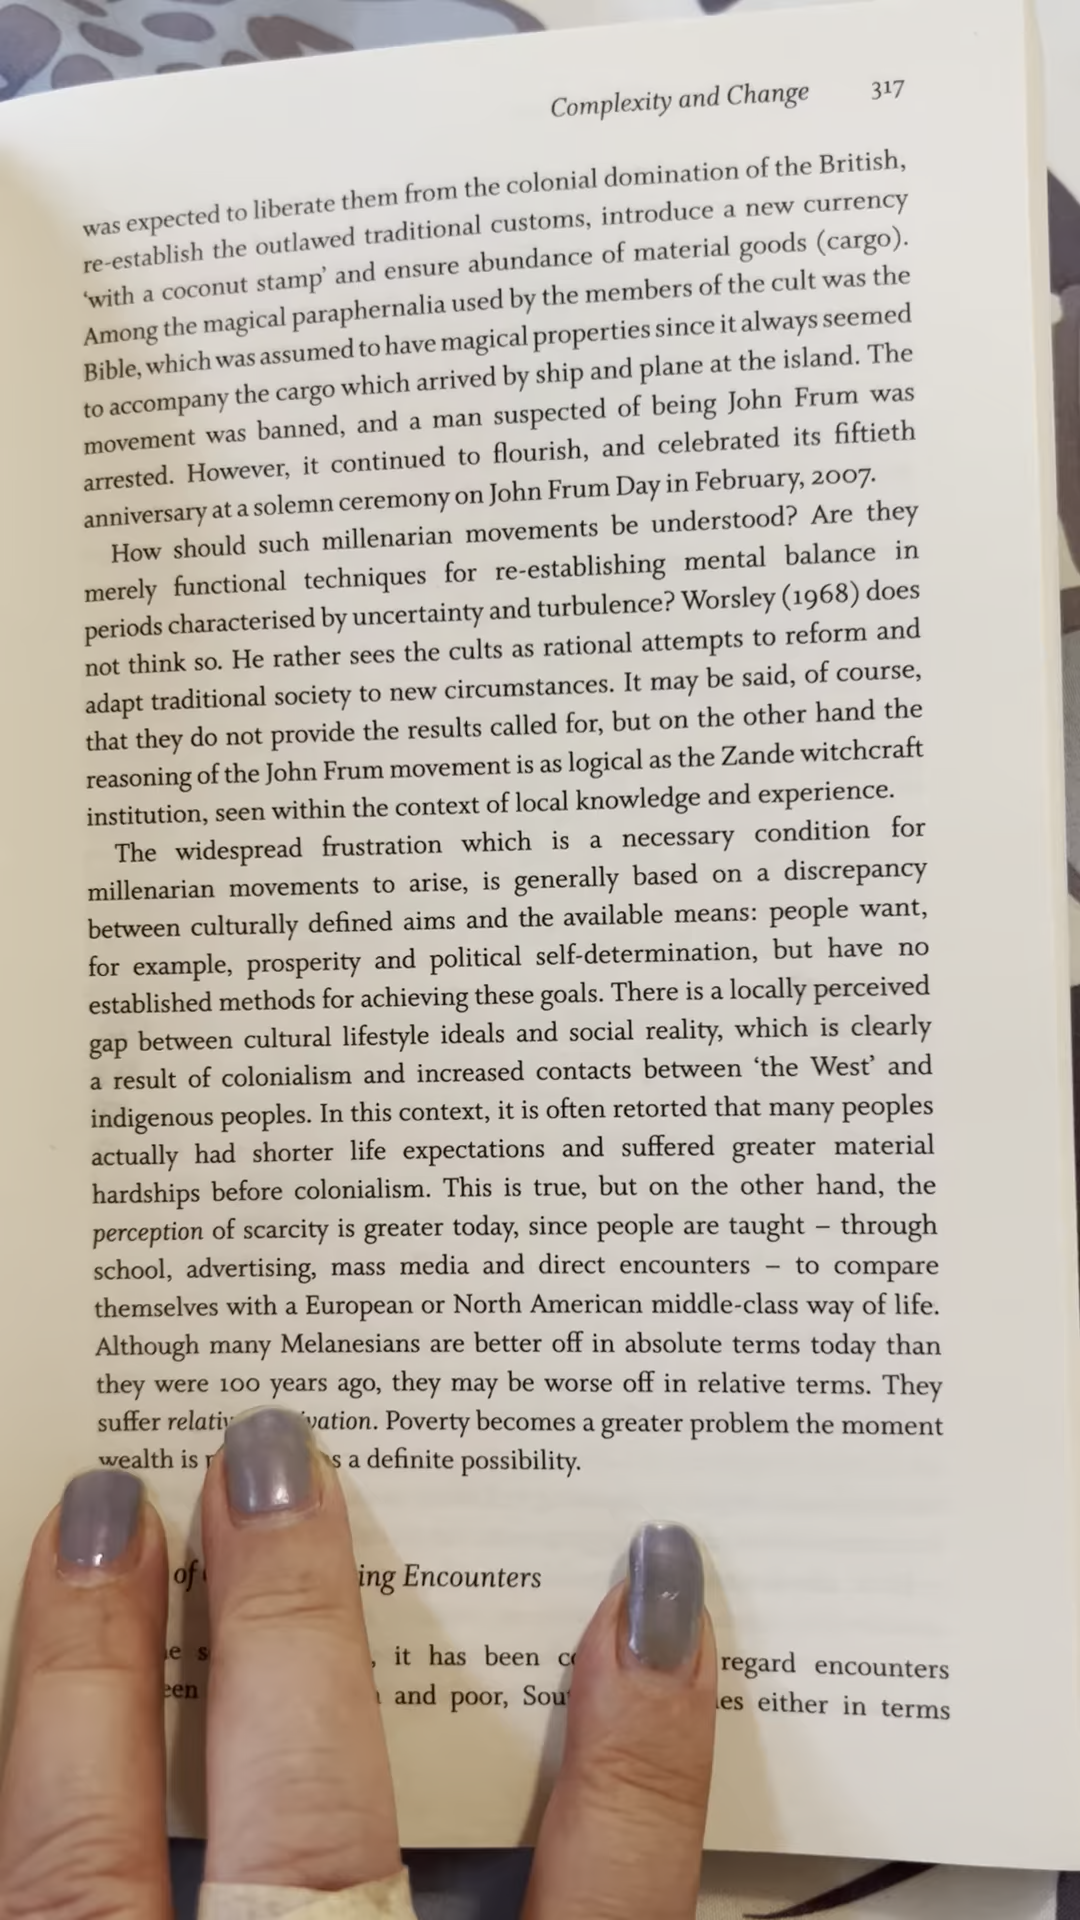 Complexity and Change 317
was expected to liberate them from the colonial domination of the British,
re-establish the outlawed traditional customs, introduce a new currency
‘with a coconut stamp’ and ensure abundance of material goods (cargo).
Among the magical paraphernalia used by the members of the cult was the
Bible, which was assumed to have magical properties since it always seemed
to accompany the cargo which arrived by ship and plane at the island. The
movement was banned, and a man suspected of being John Frum was
arrested. However, it continued to flourish, and celebrated its fiftieth
anniversary at a solemn ceremony on John Frum Day in February, 2007.
How should such millenarian movements be understood? Are they
merely functional techniques for re-establishing mental balance in
periods characterised by uncertainty and turbulence? Worsley (1968) does
not think so. He rather sees the cults as rational attempts to reform and
adapt traditional society to new circumstances. It may be said, of course,
that they do not provide the results called for, but on the other hand the
reasoning of the John Frum movement is as logical as the Zande witchcraft
institution, seen within the context of local knowledge and experience.
The widespread frustration which is a necessary condition for
millenarian movements to arise, is generally based on a discrepancy
between culturally defined aims and the available means: people want,
for example, prosperity and political self-determination, but have no
established methods for achieving these goals. There is a locally perceived
gap between cultural lifestyle ideals and social reality, which is clearly
a result of colonialism and increased contacts between ‘the West’ and
indigenous peoples. In this context, it is often retorted that many peoples
actually had shorter life expectations and suffered greater material
hardships before colonialism. This is true, but on the other hand, the
perception of scarcity is greater today, since people are taught – through
school, advertising, mass media and direct encounters – to compare
themselves with a European or North American middle-class way of life.
Although many Melanesians are better off in absolute terms today than
they were 100 years ago, they may be worse off in relative terms. They
suffer Poverty becomes a greater problem the moment
wealth is a definite possibility.
of Encounters
it has been regard encounters
and poor, either in terms